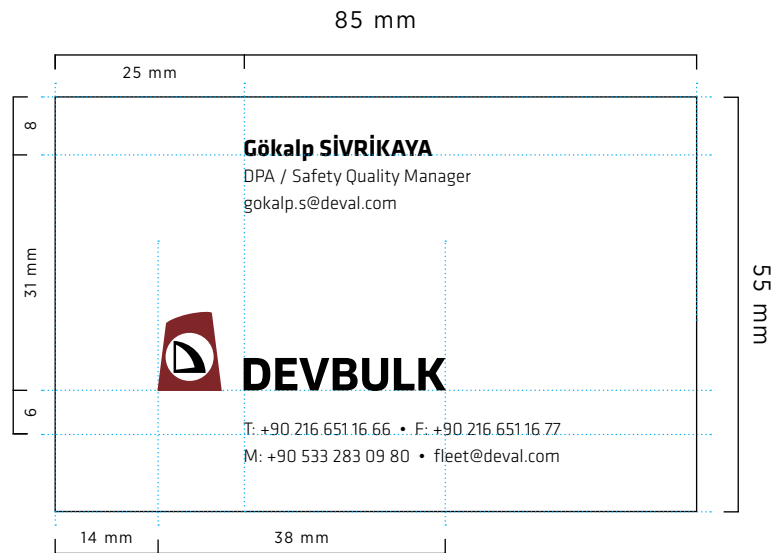 85 mm
25 mm
8
Gökalp SİVRİKAYA
DPA / Safety Quality Manager
gokalp.s@deval.com
31 mm
55 mm
DEVBULK
6
T: +90 216 651 16 66 • F: +90 216 651 16 77
M: +90 533 283 09 80 • fleet@deval.com
14 mm
38 mm